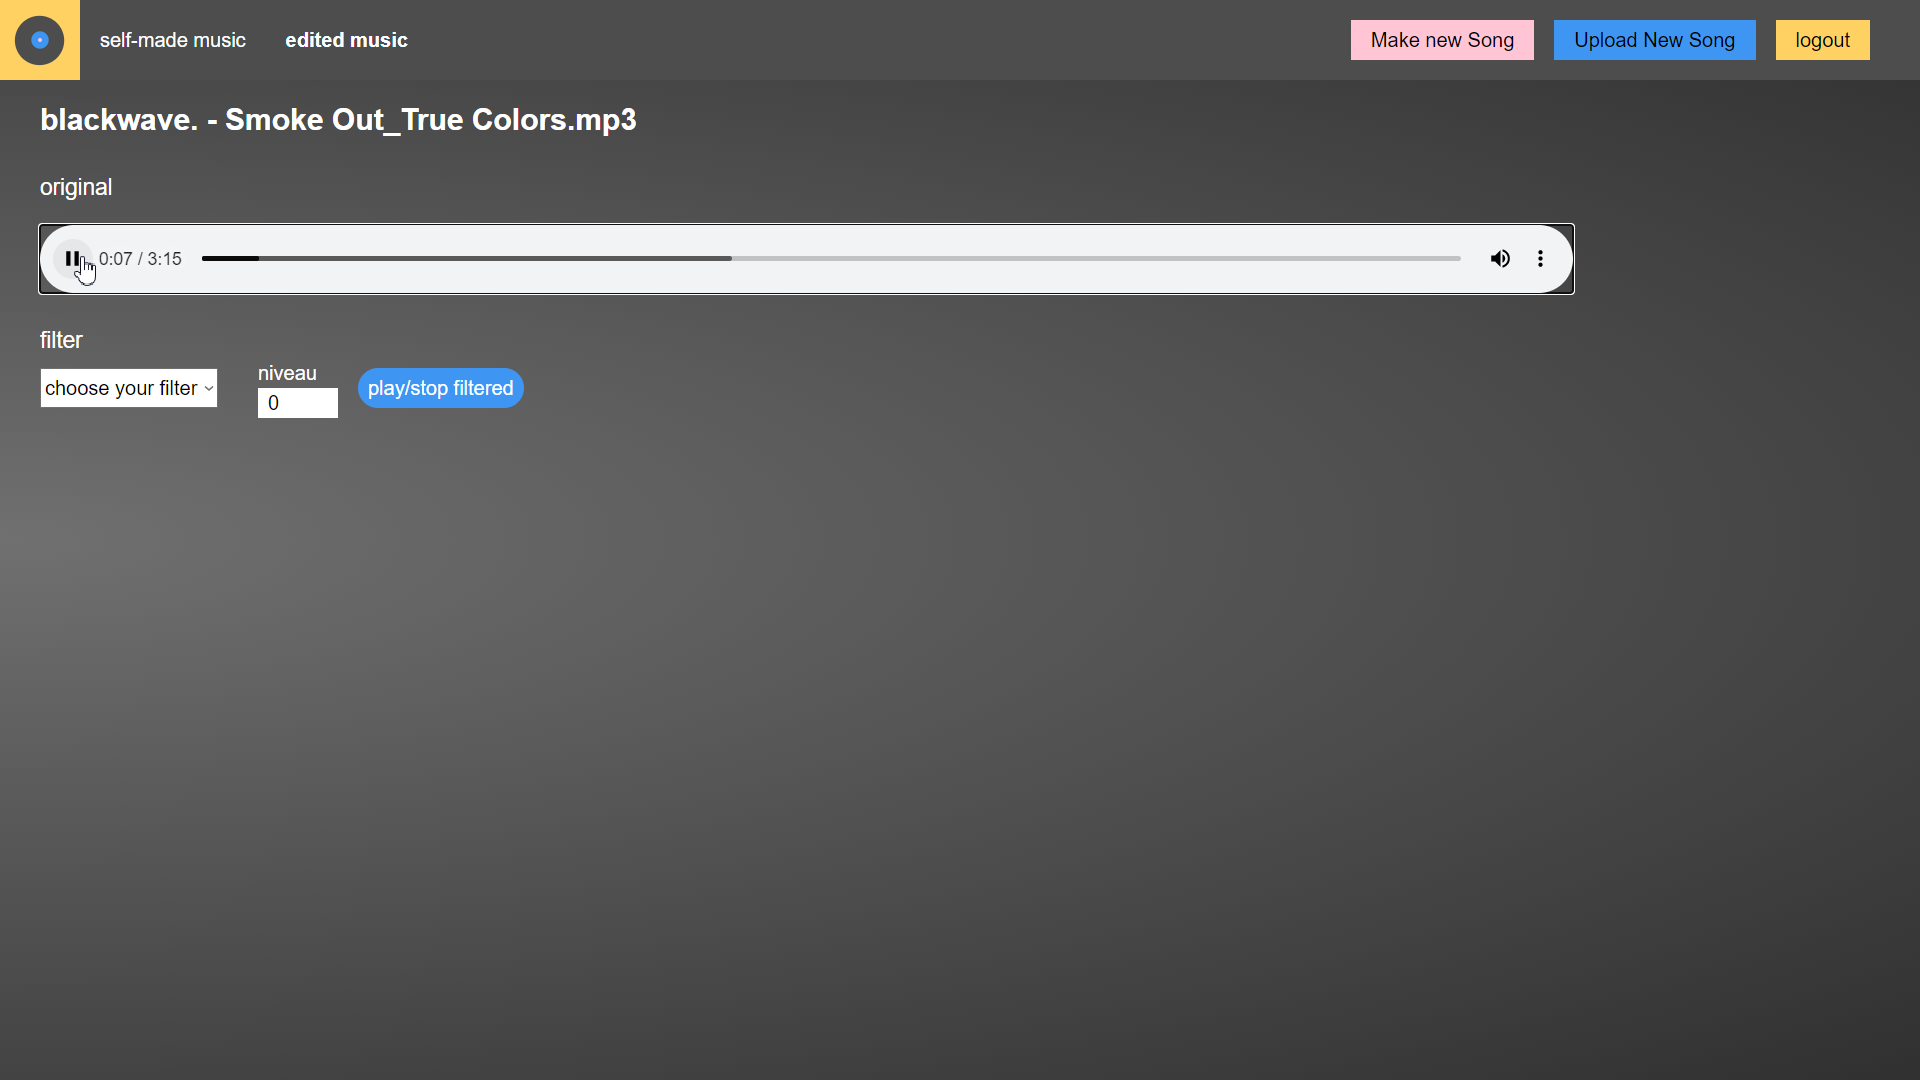 self-made music
edited music
Make new Song
Upload New Song
logout
blackwave. - Smoke Out_True Colors.mp3
original
0:07 / 3:15
filter
choose your filter
niveau
0
play/stop filtered